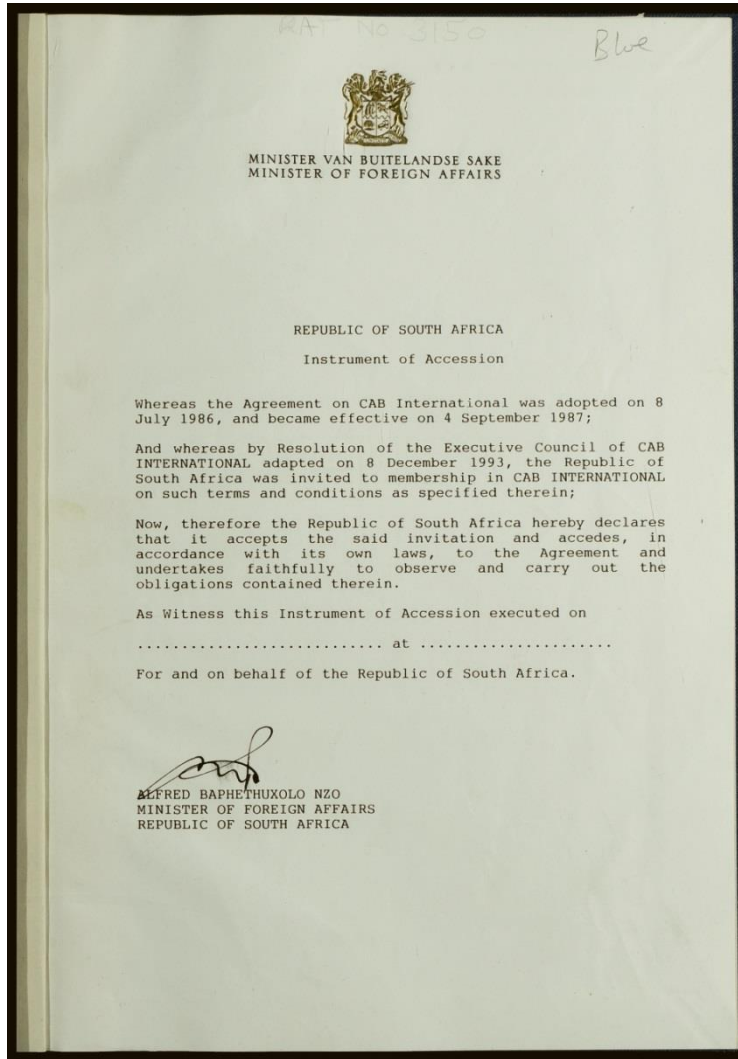 RAT No 3150
Blue
MINISTER VAN BUITELANDSE SAKE
MINISTER OF FOREIGN AFFAIRS
REPUBLIC OF SOUTH AFRICA
Instrument of Accession
Whereas the Agreement on CAB International was adopted on 8
July 1986, and became effective on 4 September 1987;
And whereas by Resolution of the Executive Council of CAB
INTERNATIONAL adapted on 8 December 1993, the Republic of
South Africa was invited to membership in CAB INTERNATIONAL
on such terms and conditions as specified therein;
Now, therefore the Republic of South Africa hereby declares
that it accepts the said invitation and accedes, in
accordance with its own laws, to the Agreement and
undertakes faithfully to observe and carry out the
obligations contained therein.
As Witness this Instrument of Accession executed on
............................ at ......................
For and on behalf of the Republic of South Africa.
ALFRED BAPHETHUXOLO NZO
MINISTER OF FOREIGN AFFAIRS
REPUBLIC OF SOUTH AFRICA